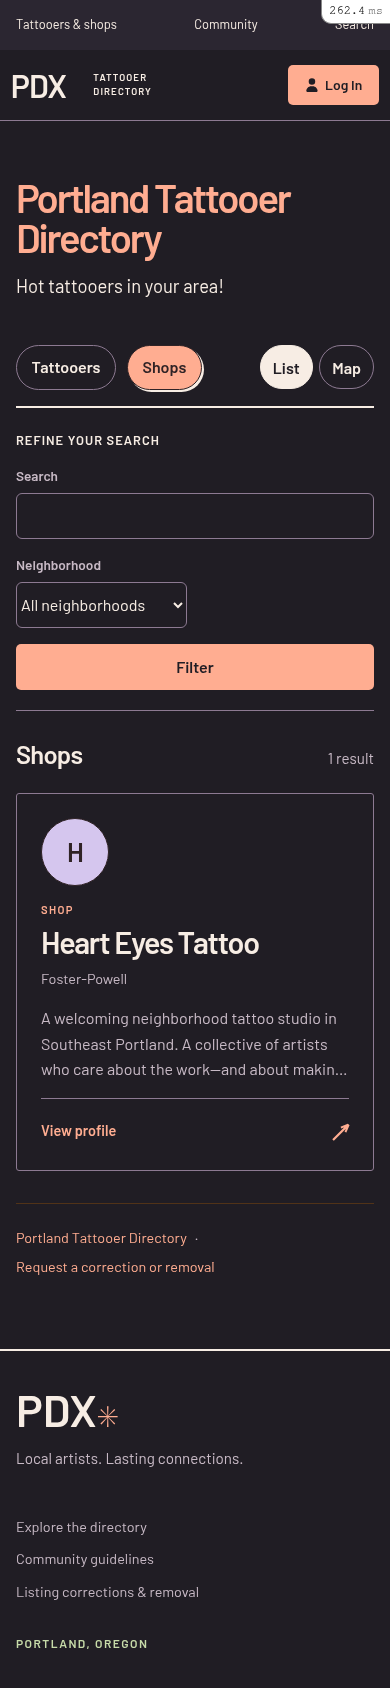 262.4 ms
Tattooers & shops
Community
Search
PDX
TATTOOER
DIRECTORY
Log In
Portland Tattooer
Directory
Hot tattooers in your area!
Tattooers
Shops
List
Map
REFINE YOUR SEARCH
Search
Neighborhood
All neighborhoods
Filter
Shops
1 result
H
SHOP
Heart Eyes Tattoo
Foster-Powell
A welcoming neighborhood tattoo studio in
Southeast Portland. A collective of artists
who care about the work—and about makin...
View profile
Portland Tattooer Directory ·
Request a correction or removal
PDX
Local artists. Lasting connections.
Explore the directory
Community guidelines
Listing corrections & removal
PORTLAND, OREGON